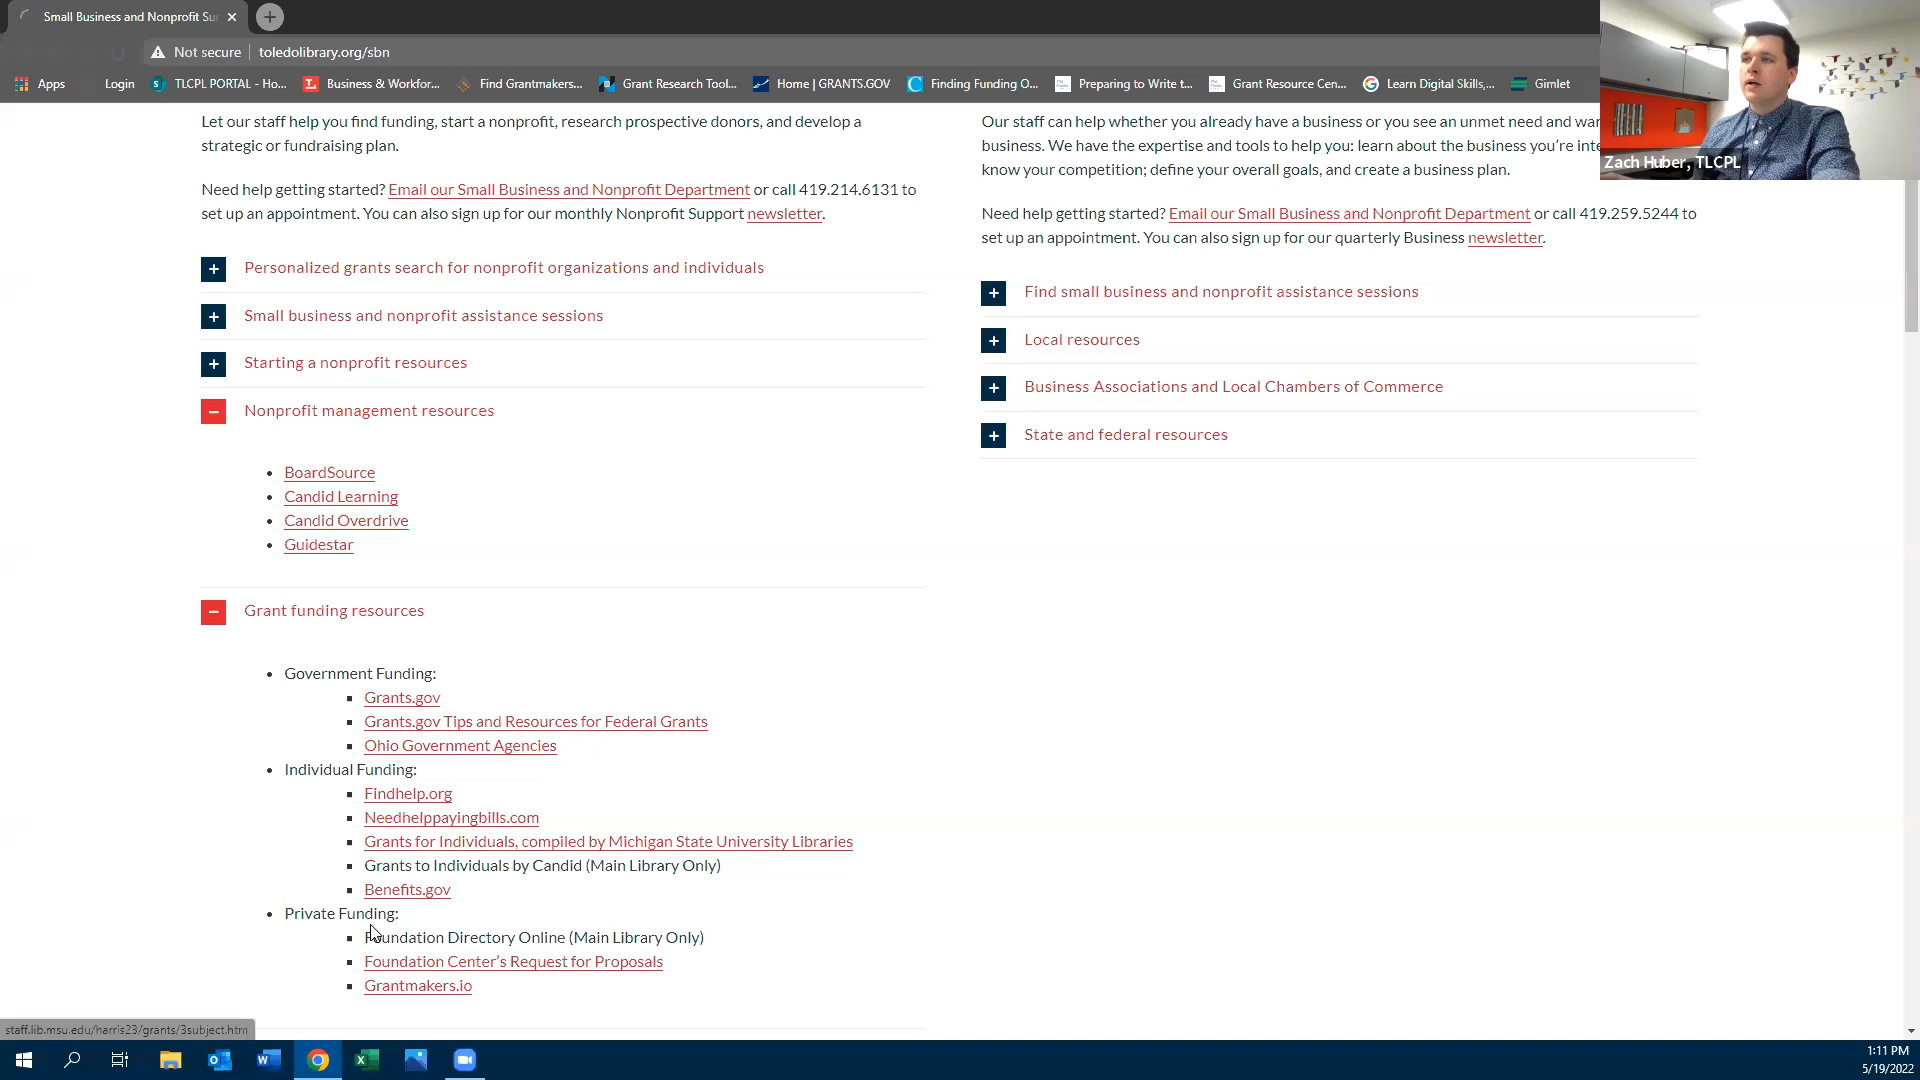 Small Business and Nonprofit Su
Not secure
toledolibrary.org/sbn
Apps
Login
TLCPL PORTAL - Ho...
Business & Workfor...
Find Grantmakers...
Grant Research Tool...
Home | GRANTS.GOV
Finding Funding O...
Preparing to Write t...
Grant Resource Cen...
Learn Digital Skills,...
Gimlet
Zach Huber, TLCPL
Let our staff help you find funding, start a nonprofit, research prospective donors, and develop a
strategic or fundraising plan.
Need help getting started? Email our Small Business and Nonprofit Department or call 419.214.6131 to
set up an appointment. You can also sign up for our monthly Nonprofit Support newsletter.
Personalized grants search for nonprofit organizations and individuals
Small business and nonprofit assistance sessions
Starting a nonprofit resources
Nonprofit management resources
• BoardSource
• Candid Learning
• Candid Overdrive
• Guidestar
Grant funding resources
• Government Funding:
▪ Grants.gov
▪ Grants.gov Tips and Resources for Federal Grants
▪ Ohio Government Agencies
• Individual Funding:
▪ Findhelp.org
▪ Needhelppayingbills.com
▪ Grants for Individuals, compiled by Michigan State University Libraries
▪ Grants to Individuals by Candid (Main Library Only)
▪ Benefits.gov
• Private Funding:
▪ Foundation Directory Online (Main Library Only)
▪ Foundation Center's Request for Proposals
▪ Grantmakers.io
Our staff can help whether you already have a business or you see an unmet need and
business. We have the expertise and tools to help you: learn about the business you're
know your competition; define your overall goals, and create a business plan.
Need help getting started? Email our Small Business and Nonprofit Department or call 419.259.5244 to
set up an appointment. You can also sign up for our quarterly Business newsletter.
Find small business and nonprofit assistance sessions
Local resources
Business Associations and Local Chambers of Commerce
State and federal resources
staff.lib.msu.edu/harris23/grants/3subject.htm
1:11 PM
5/19/2022